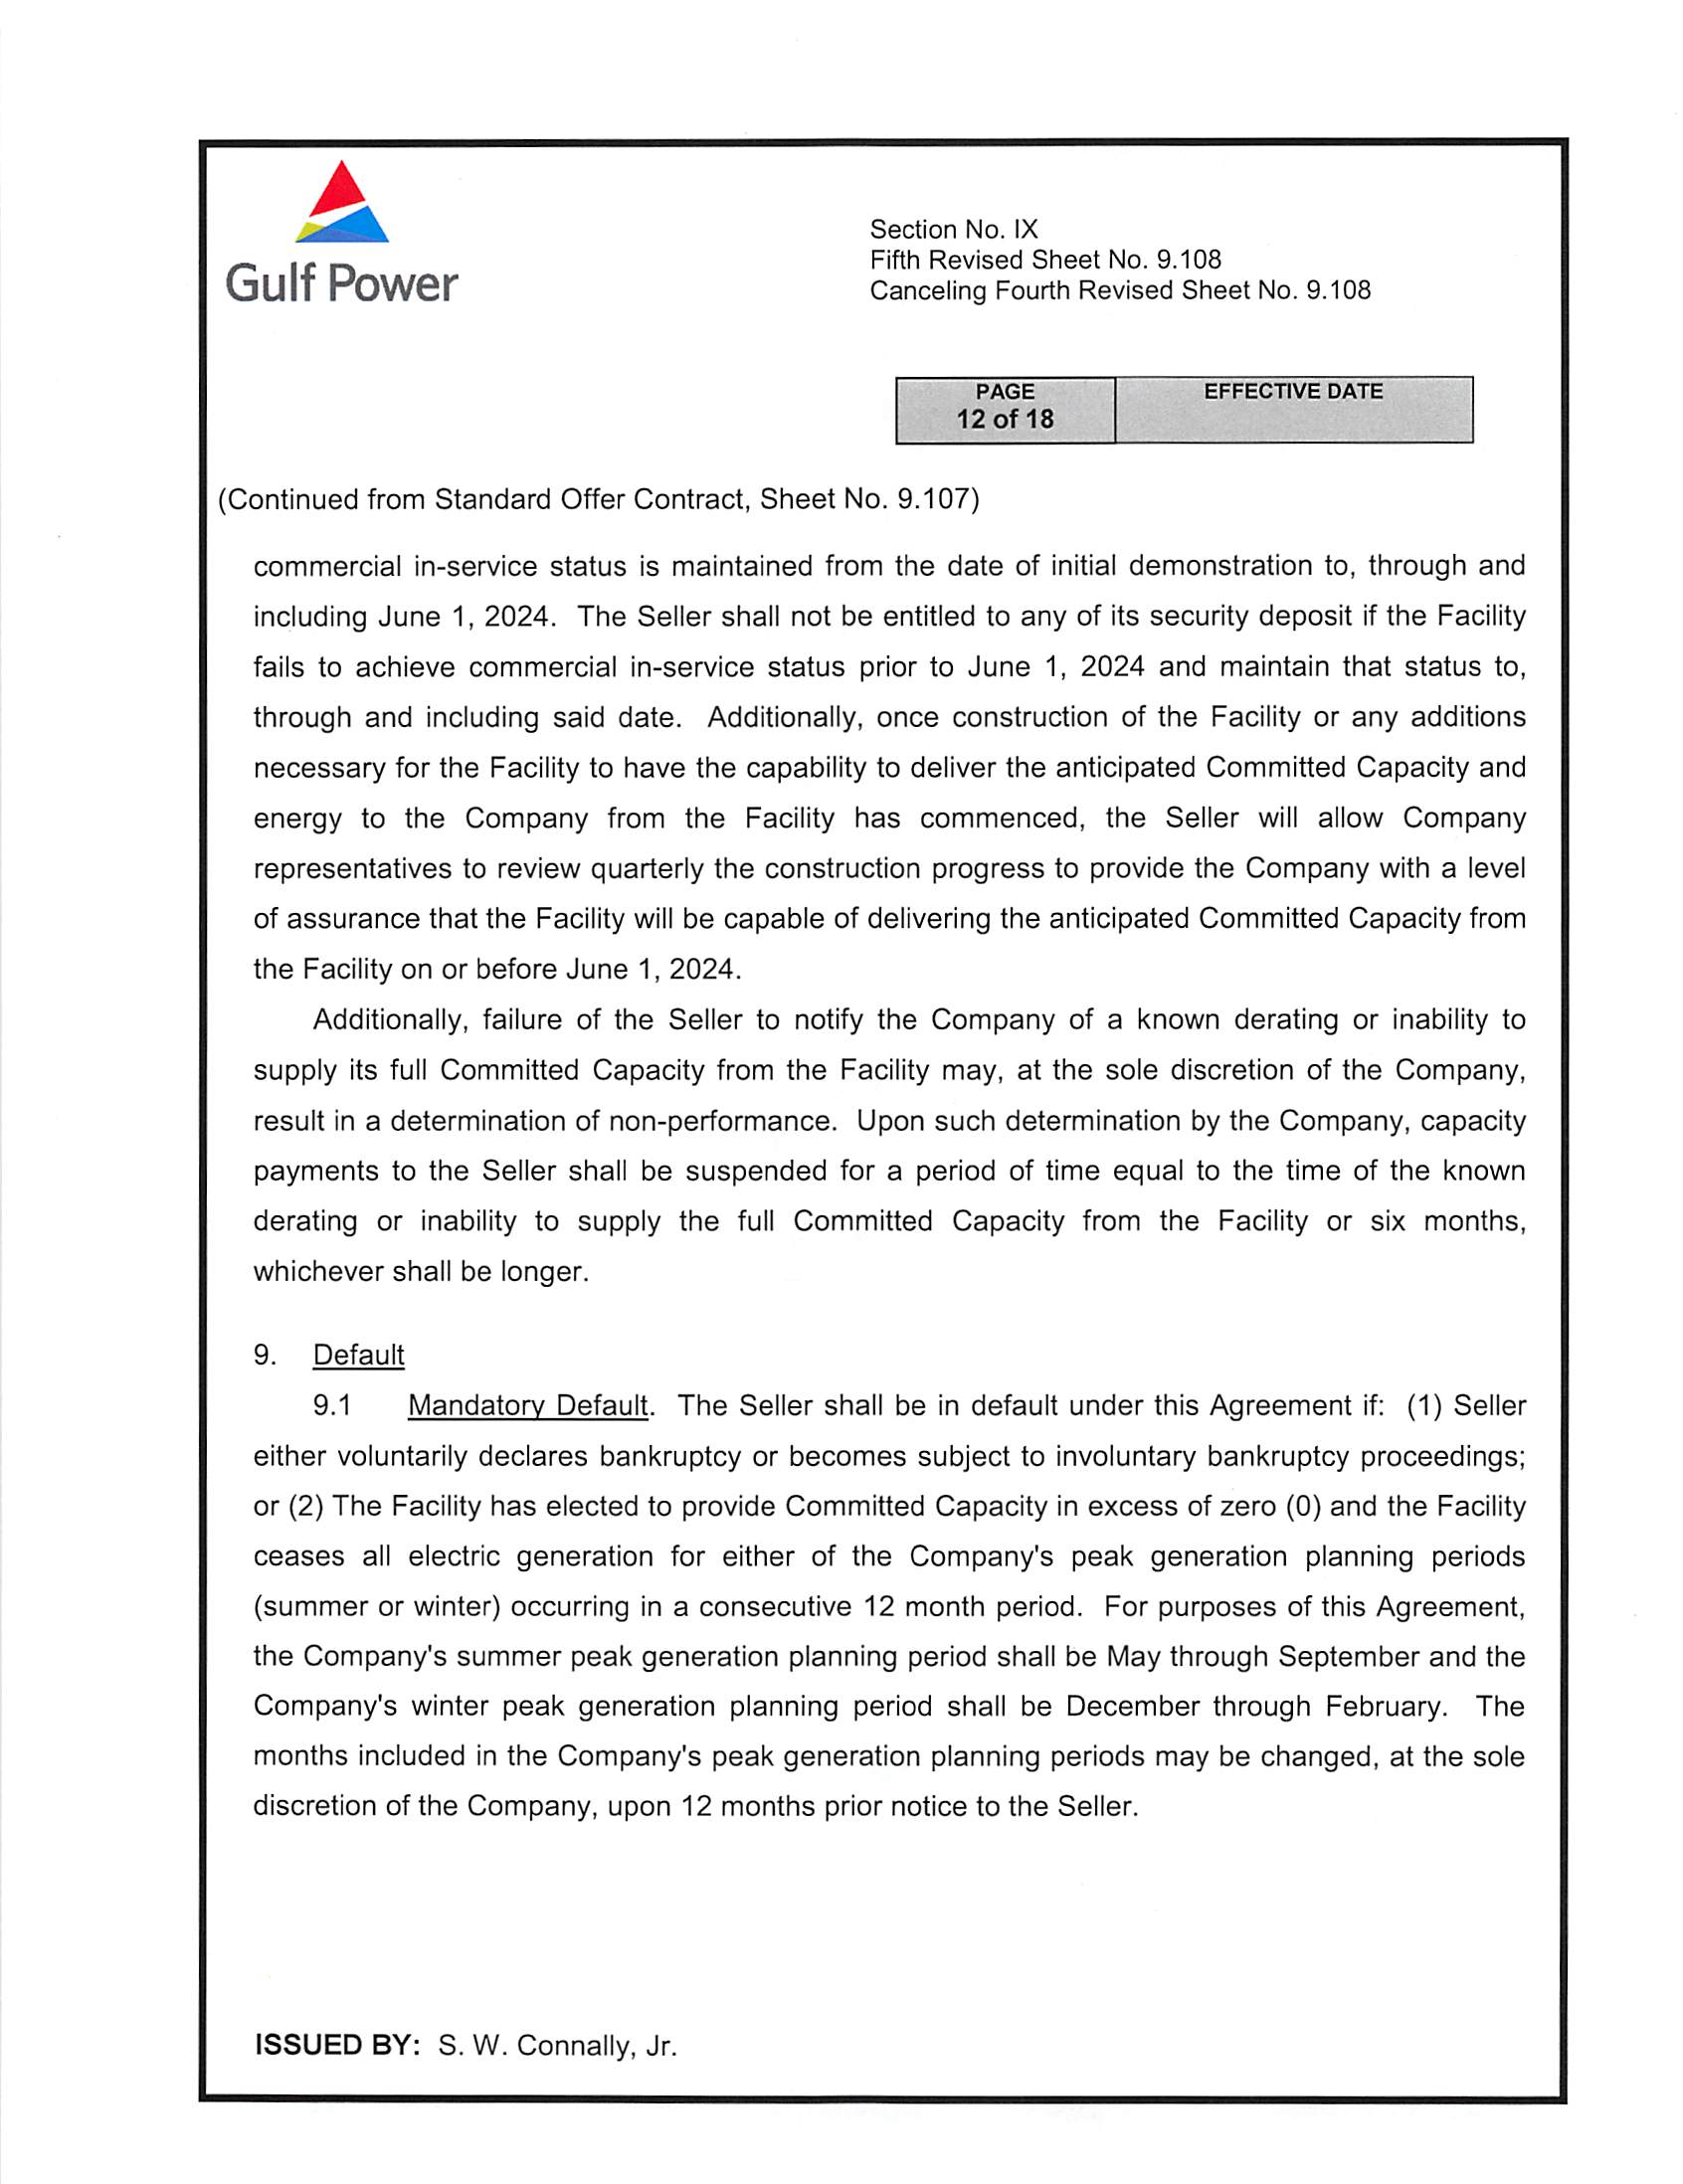 Gulf Power
Section No. IX
Fifth Revised Sheet No. 9.108
Canceling Fourth Revised Sheet No. 9.108
PAGE
12 of 18
EFFECTIVE DATE
(Continued from Standard Offer Contract, Sheet No. 9.107)
commercial in-service status is maintained from the date of initial demonstration to, through and
including June 1, 2024.  The Seller shall not be entitled to any of its security deposit if the Facility
fails to achieve commercial in-service status prior to June 1, 2024 and maintain that status to,
through and including said date.  Additionally, once construction of the Facility or any additions
necessary for the Facility to have the capability to deliver the anticipated Committed Capacity and
energy to the Company from the Facility has commenced, the Seller will allow Company
representatives to review quarterly the construction progress to provide the Company with a level
of assurance that the Facility will be capable of delivering the anticipated Committed Capacity from
the Facility on or before June 1, 2024.
Additionally, failure of the Seller to notify the Company of a known derating or inability to
supply its full Committed Capacity from the Facility may, at the sole discretion of the Company,
result in a determination of non-performance.  Upon such determination by the Company, capacity
payments to the Seller shall be suspended for a period of time equal to the time of the known
derating or inability to supply the full Committed Capacity from the Facility or six months,
whichever shall be longer.
9. Default
9.1 Mandatory Default.  The Seller shall be in default under this Agreement if:  (1) Seller
either voluntarily declares bankruptcy or becomes subject to involuntary bankruptcy proceedings;
or (2) The Facility has elected to provide Committed Capacity in excess of zero (0) and the Facility
ceases all electric generation for either of the Company's peak generation planning periods
(summer or winter) occurring in a consecutive 12 month period.  For purposes of this Agreement,
the Company's summer peak generation planning period shall be May through September and the
Company's winter peak generation planning period shall be December through February.  The
months included in the Company's peak generation planning periods may be changed, at the sole
discretion of the Company, upon 12 months prior notice to the Seller.
ISSUED BY:  S. W. Connally, Jr.